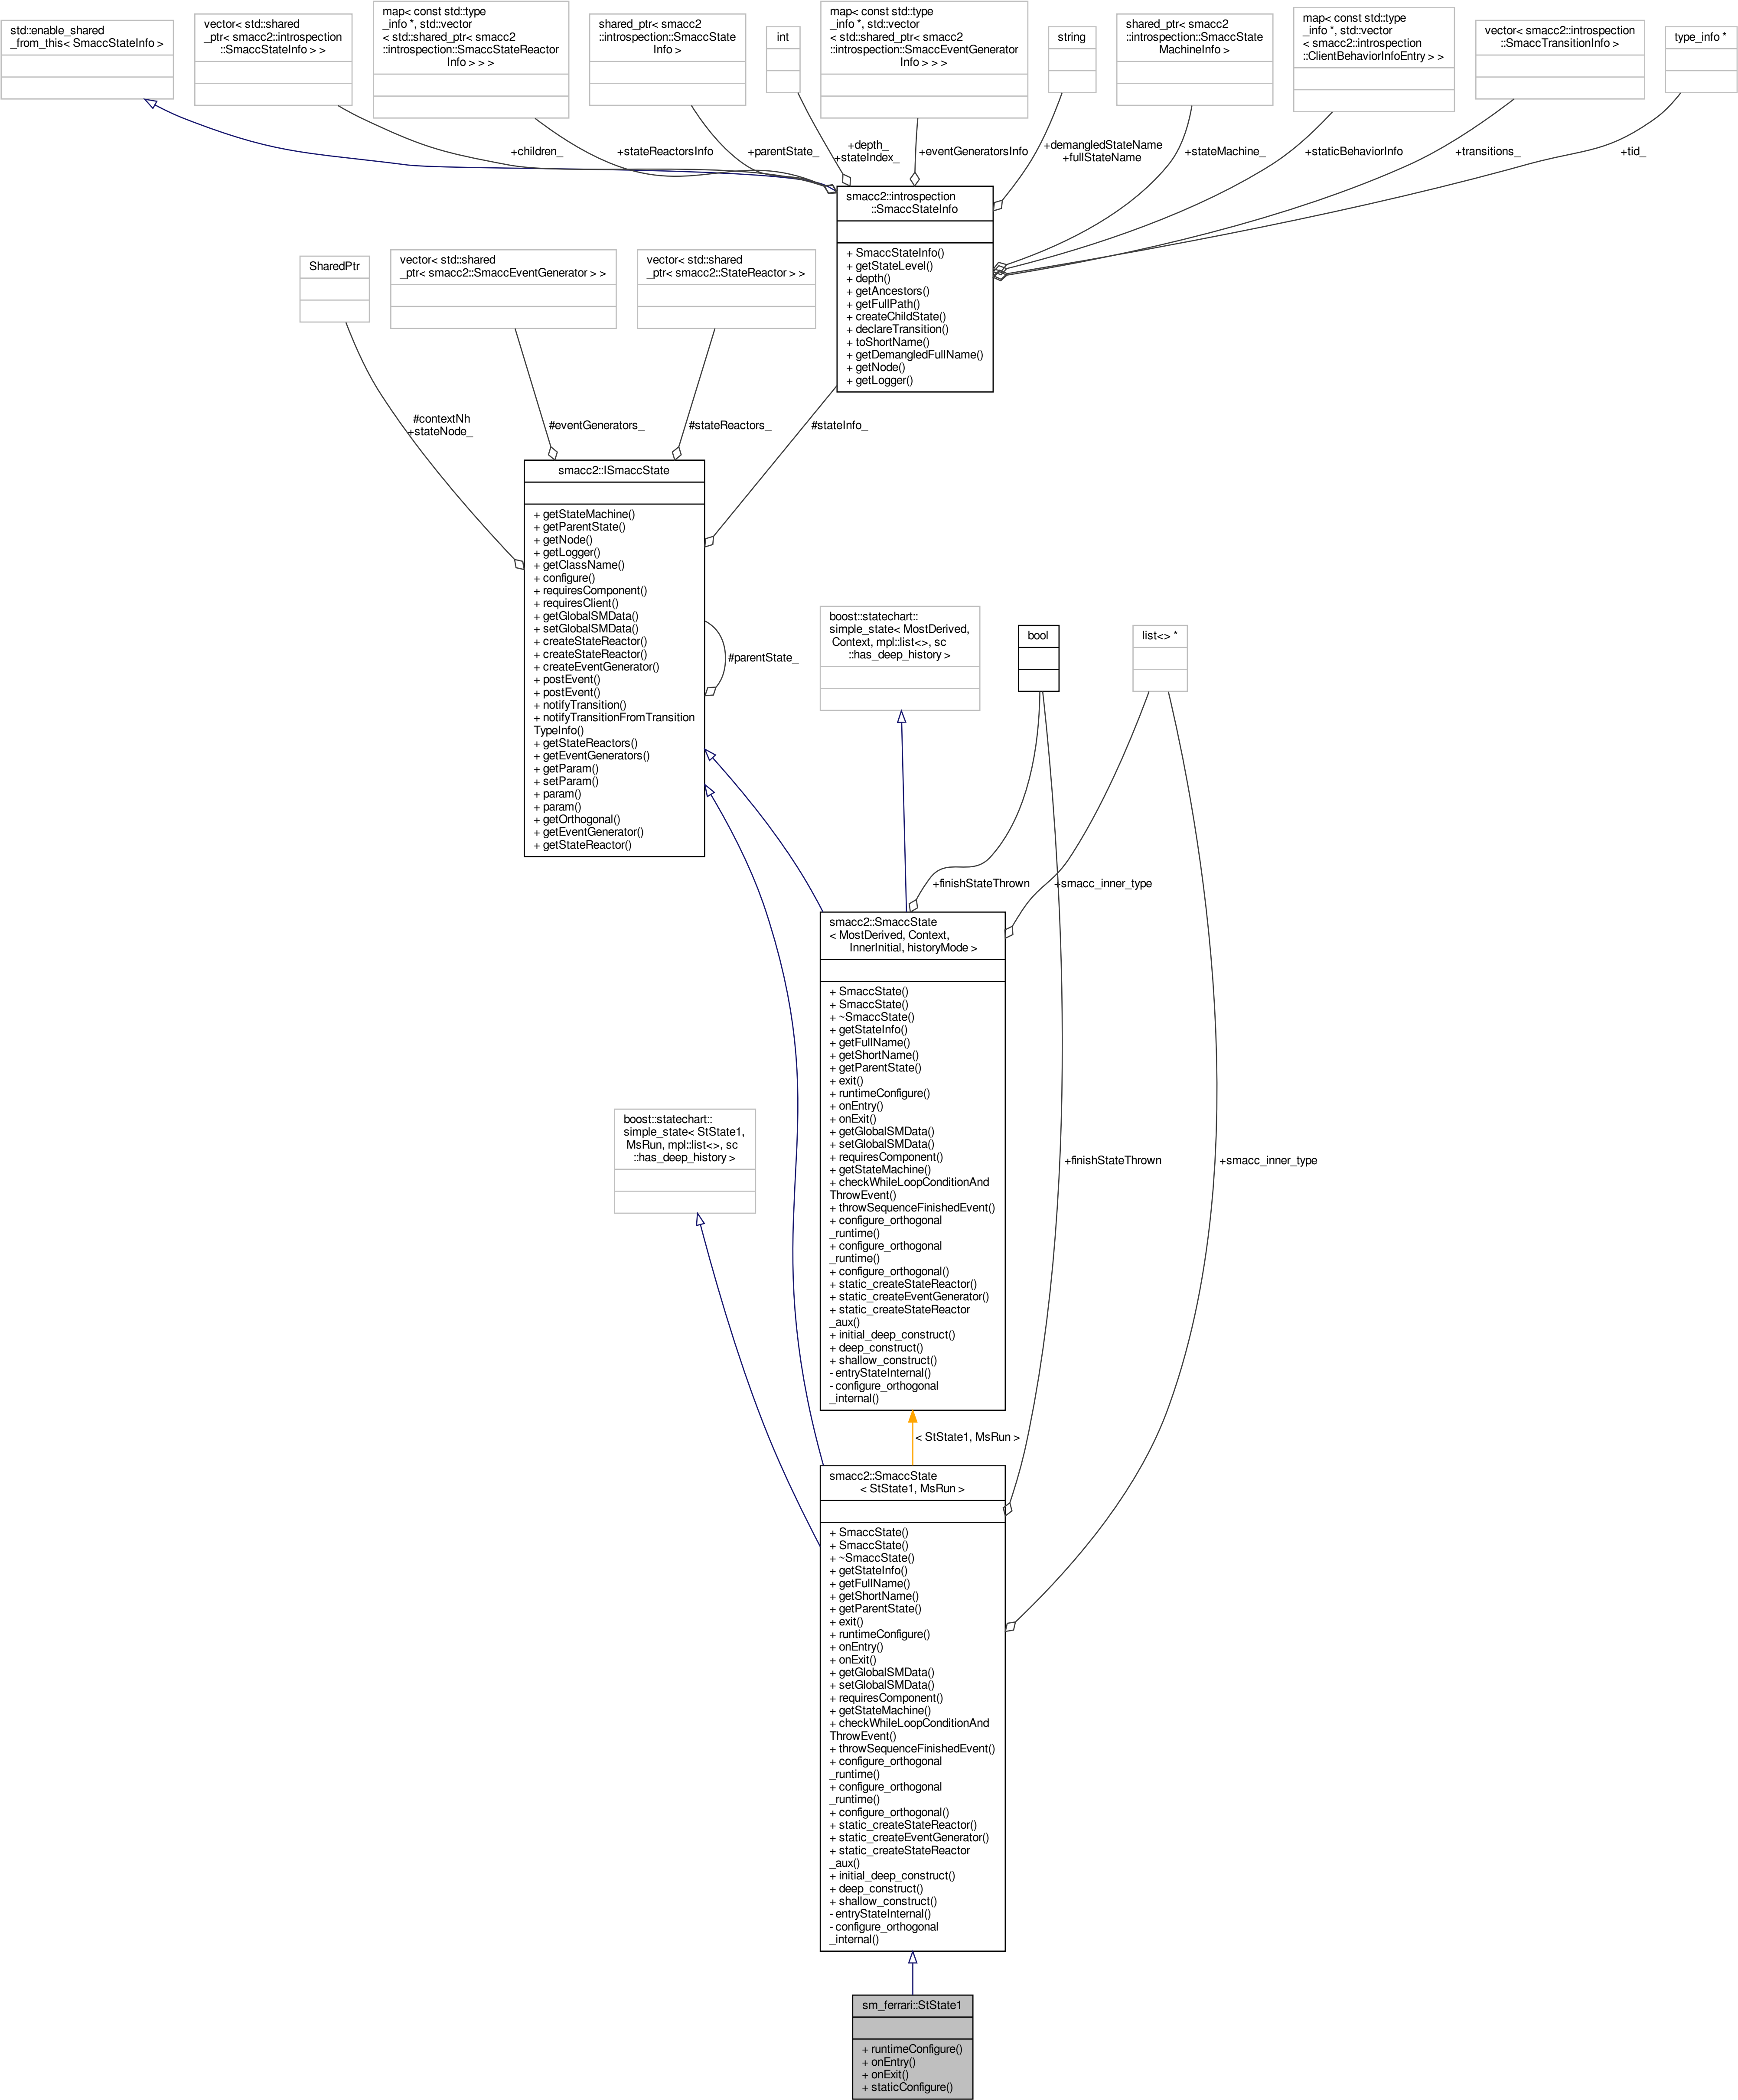 std::enable_shared
_from_this< SmaccStateInfo >
vector< std::shared
_ptr< smacc2::introspection
::SmaccStateInfo > >
map< const std::type
_info *, std::vector
< std::shared_ptr< smacc2
::introspection::SmaccStateReactor
Info > > >
shared_ptr< smacc2
::introspection::SmaccState
Info >
int
map< const std::type
_info *, std::vector
< std::shared_ptr< smacc2
::introspection::SmaccEventGenerator
Info > > >
string
shared_ptr< smacc2
::introspection::SmaccState
MachineInfo >
map< const std::type
_info *, std::vector
< smacc2::introspection
::ClientBehaviorInfoEntry > >
vector< smacc2::introspection
::SmaccTransitionInfo >
type_info *
+children_
+stateReactorsInfo
+parentState_
+depth_
+stateIndex_
+eventGeneratorsInfo
+demangledStateName
+fullStateName
+stateMachine_
+staticBehaviorInfo
+transitions_
+tid_
smacc2::introspection
::SmaccStateInfo
+ SmaccStateInfo()
+ getStateLevel()
+ depth()
+ getAncestors()
+ getFullPath()
+ createChildState()
+ declareTransition()
+ toShortName()
+ getDemangledFullName()
+ getNode()
+ getLogger()
SharedPtr
vector< std::shared
_ptr< smacc2::SmaccEventGenerator > >
vector< std::shared
_ptr< smacc2::StateReactor > >
#contextNh
+stateNode_
#eventGenerators_
#stateReactors_
#stateInfo_
smacc2::ISmaccState
+ getStateMachine()
+ getParentState()
+ getNode()
+ getLogger()
+ getClassName()
+ configure()
+ requiresComponent()
+ requiresClient()
+ getGlobalSMData()
+ setGlobalSMData()
+ createStateReactor()
+ createStateReactor()
+ createEventGenerator()
+ postEvent()
+ postEvent()
+ notifyTransition()
+ notifyTransitionFromTransition
TypeInfo()
+ getStateReactors()
+ getEventGenerators()
+ getParam()
+ setParam()
+ param()
+ param()
+ getOrthogonal()
+ getEventGenerator()
+ getStateReactor()
#parentState_
boost::statechart::
simple_state< MostDerived,
Context, mpl::list<>, sc
::has_deep_history >
bool
list<> *
+finishStateThrown
+smacc_inner_type
smacc2::SmaccState
< MostDerived, Context,
InnerInitial, historyMode >
+ SmaccState()
+ SmaccState()
+ ~SmaccState()
+ getStateInfo()
+ getFullName()
+ getShortName()
+ getParentState()
+ exit()
+ runtimeConfigure()
+ onEntry()
+ onExit()
+ getGlobalSMData()
+ setGlobalSMData()
+ requiresComponent()
+ getStateMachine()
+ checkWhileLoopConditionAnd
ThrowEvent()
+ throwSequenceFinishedEvent()
+ configure_orthogonal
_runtime()
+ configure_orthogonal
_runtime()
+ configure_orthogonal()
+ static_createStateReactor()
+ static_createEventGenerator()
+ static_createStateReactor
_aux()
+ initial_deep_construct()
+ deep_construct()
+ shallow_construct()
- entryStateInternal()
- configure_orthogonal
_internal()
boost::statechart::
simple_state< StState1,
MsRun, mpl::list<>, sc
::has_deep_history >
+finishStateThrown
+smacc_inner_type
< StState1, MsRun >
smacc2::SmaccState
< StState1, MsRun >
+ SmaccState()
+ SmaccState()
+ ~SmaccState()
+ getStateInfo()
+ getFullName()
+ getShortName()
+ getParentState()
+ exit()
+ runtimeConfigure()
+ onEntry()
+ onExit()
+ getGlobalSMData()
+ setGlobalSMData()
+ requiresComponent()
+ getStateMachine()
+ checkWhileLoopConditionAnd
ThrowEvent()
+ throwSequenceFinishedEvent()
+ configure_orthogonal
_runtime()
+ configure_orthogonal
_runtime()
+ configure_orthogonal()
+ static_createStateReactor()
+ static_createEventGenerator()
+ static_createStateReactor
_aux()
+ initial_deep_construct()
+ deep_construct()
+ shallow_construct()
- entryStateInternal()
- configure_orthogonal
_internal()
sm_ferrari::StState1
+ runtimeConfigure()
+ onEntry()
+ onExit()
+ staticConfigure()